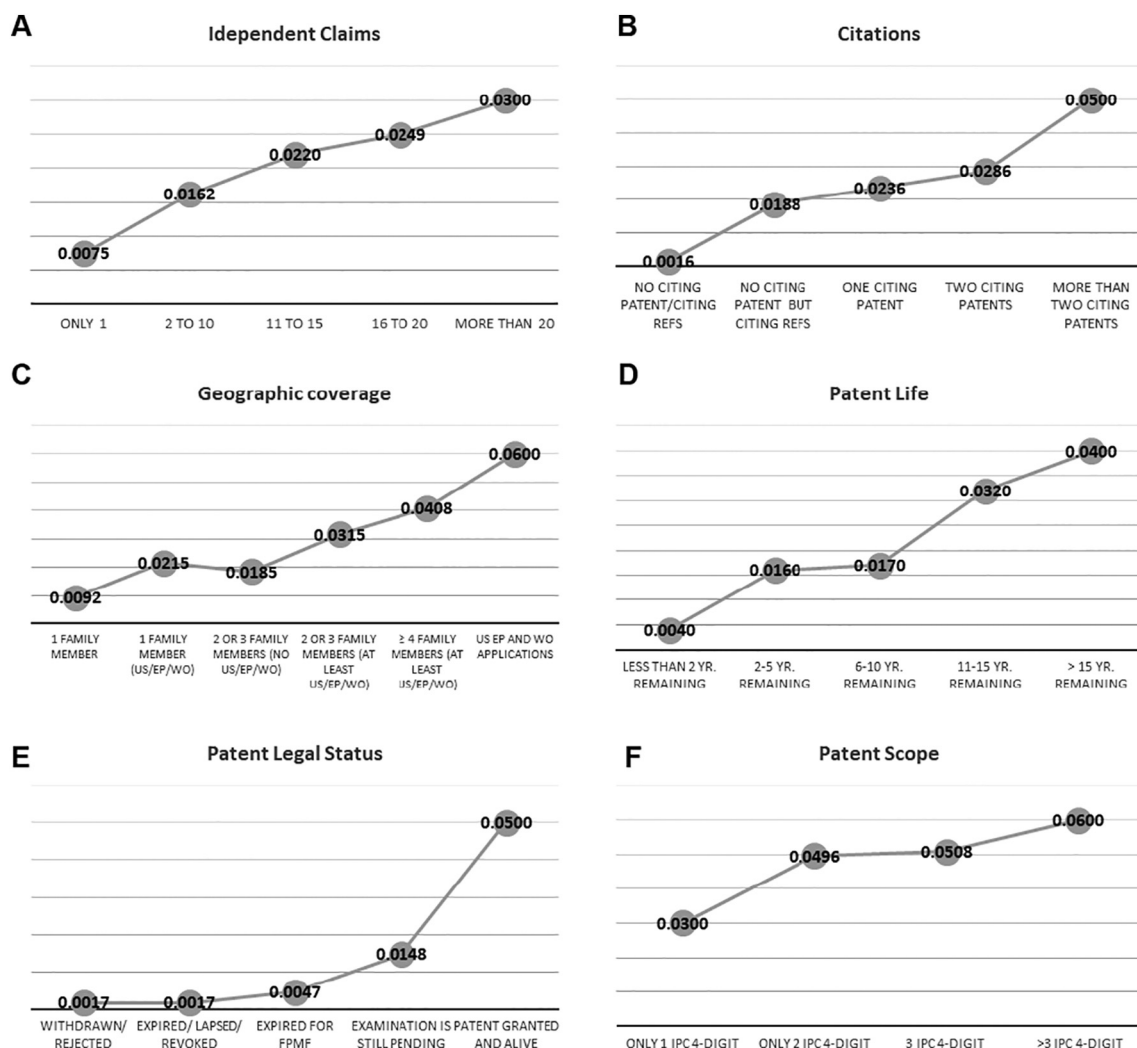 A
Idependent Claims
0.0300
0.0249
0.0220
0.0162
0.0075
ONLY 1
2 TO 10
11 TO 15
16 TO 20
MORE THAN 20
B
Citations
0.0500
0.0286
0.0236
0.0188
0.0016
NO CITING
PATENT/CITING
REFS
NO CITING
PATENT BUT
CITING REFS
ONE CITING
PATENT
TWO CITING
PATENTS
MORE THAN
TWO CITING
PATENTS
C
Geographic coverage
0.0600
0.0408
0.0315
0.0215
0.0185
0.0092
1 FAMILY
MEMBER
1 FAMILY
MEMBER
(US/EP/WO)
2 OR 3 FAMILY
MEMBERS (NO
US/EP/WO)
2 OR 3 FAMILY
MEMBERS (AT
LEAST
US/EP/WO)
≥ 4 FAMILY
MEMBERS (AT
LEAST
US/EP/WO)
US EP AND WO
APPLICATIONS
D
Patent Life
0.0400
0.0320
0.0170
0.0160
0.0040
LESS THAN 2 YR.
REMAINING
2-5 YR.
REMAINING
6-10 YR.
REMAINING
11-15 YR.
REMAINING
> 15 YR.
REMAINING
E
Patent Legal Status
0.0500
0.0148
0.0047
0.0017
0.0017
WITHDRAWN/
REJECTED
EXPIRED/ LAPSED/
REVOKED
EXPIRED FOR
FPMF
EXAMINATION IS
STILL PENDING
PATENT GRANTED
AND ALIVE
F
Patent Scope
0.0600
0.0508
0.0496
0.0300
ONLY 1 IPC 4-DIGIT
ONLY 2 IPC 4-DIGIT
3 IPC 4-DIGIT
>3 IPC 4-DIGIT